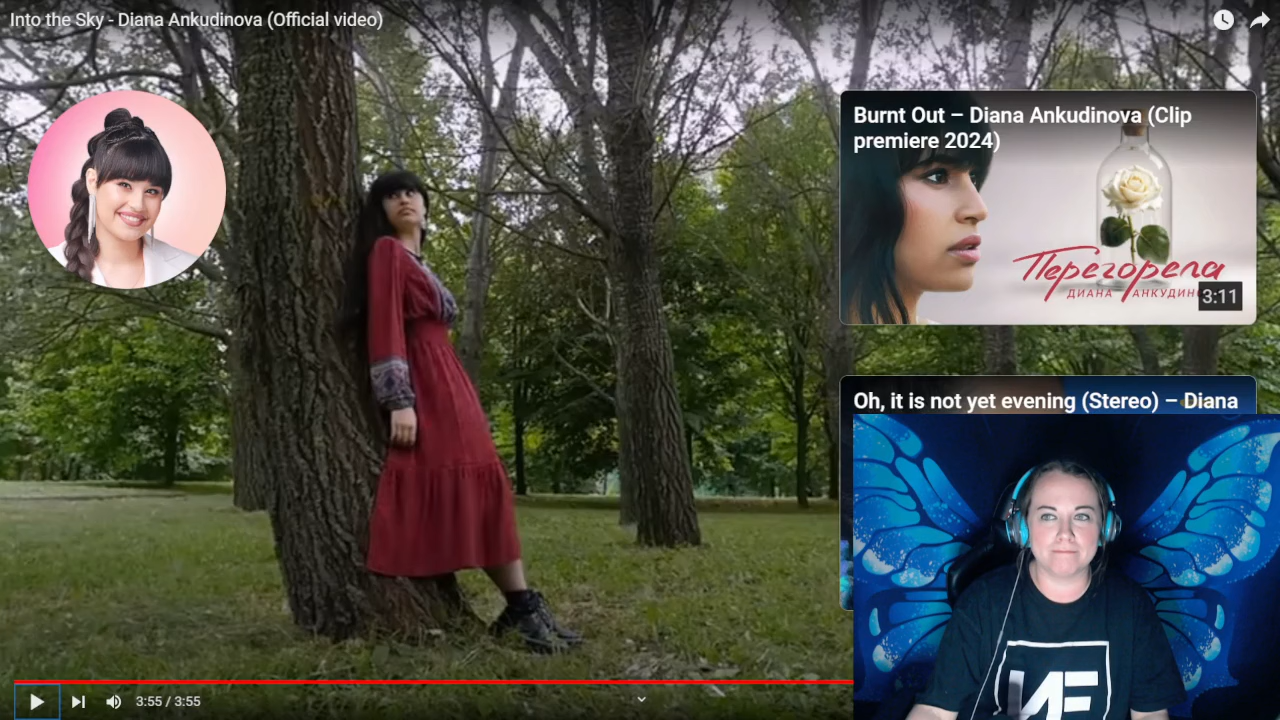 Into the Sky - Diana Ankudinova (Official video)
Burnt Out – Diana Ankudinova (Clip
premiere 2024)
Перегорела
ДИАНА АНКУДИН
3:11
Oh, it is not yet evening (Stereo) – Diana
3:55 / 3:55